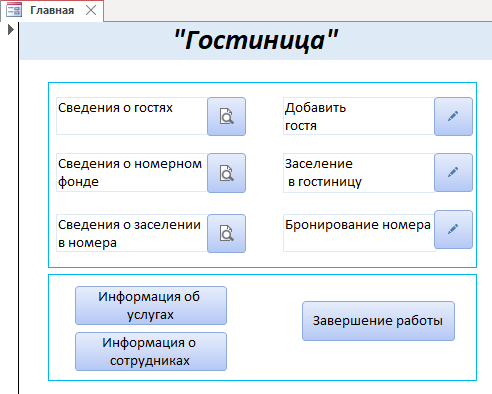 Главная
"Гостиница"
Сведения о гостях
Добавить
гостя
Сведения о номерном
фонде
Заселение
в гостиницу
Сведения о заселении
в номера
Бронирование номера
Информация об
услугах
Завершение работы
Информация о
сотрудниках